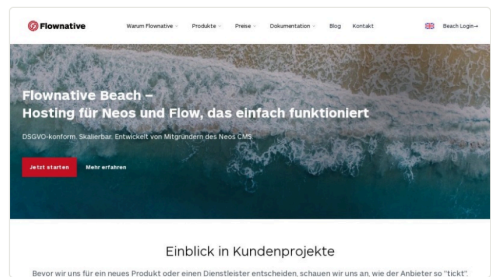 Flownative
Warum Flownative Produkte Preise Dokumentation Blog Kontakt Beach Login→
Flownative Beach –
Hosting für Neos und Flow, das einfach funktioniert
DSGVO-konform. Skalierbar. Entwickelt von Mitgründern des Neos CMS
Jetzt starten Mehr erfahren
Einblick in Kundenprojekte
Bevor wir uns für ein neues Produkt oder einen Dienstleister entscheiden, schauen wir uns an, wie der Anbieter so "tickt".